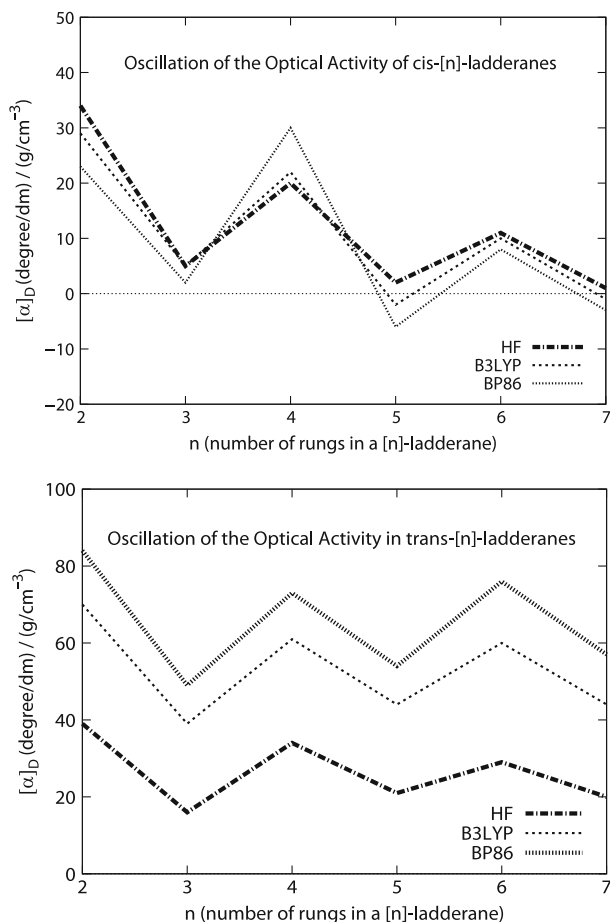 50
Oscillation of the Optical Activity of cis-[n]-ladderanes
40
30
20
10
0
−10
−20
[α]D (degree/dm) / (g/cm−3)
HF
B3LYP
BP86
2 3 4 5 6 7
n (number of rungs in a [n]-ladderane)
100
Oscillation of the Optical Activity in trans-[n]-ladderanes
80
60
40
20
0
[α]D (degree/dm) / (g/cm−3)
HF
B3LYP
BP86
2 3 4 5 6 7
n (number of rungs in a [n]-ladderane)